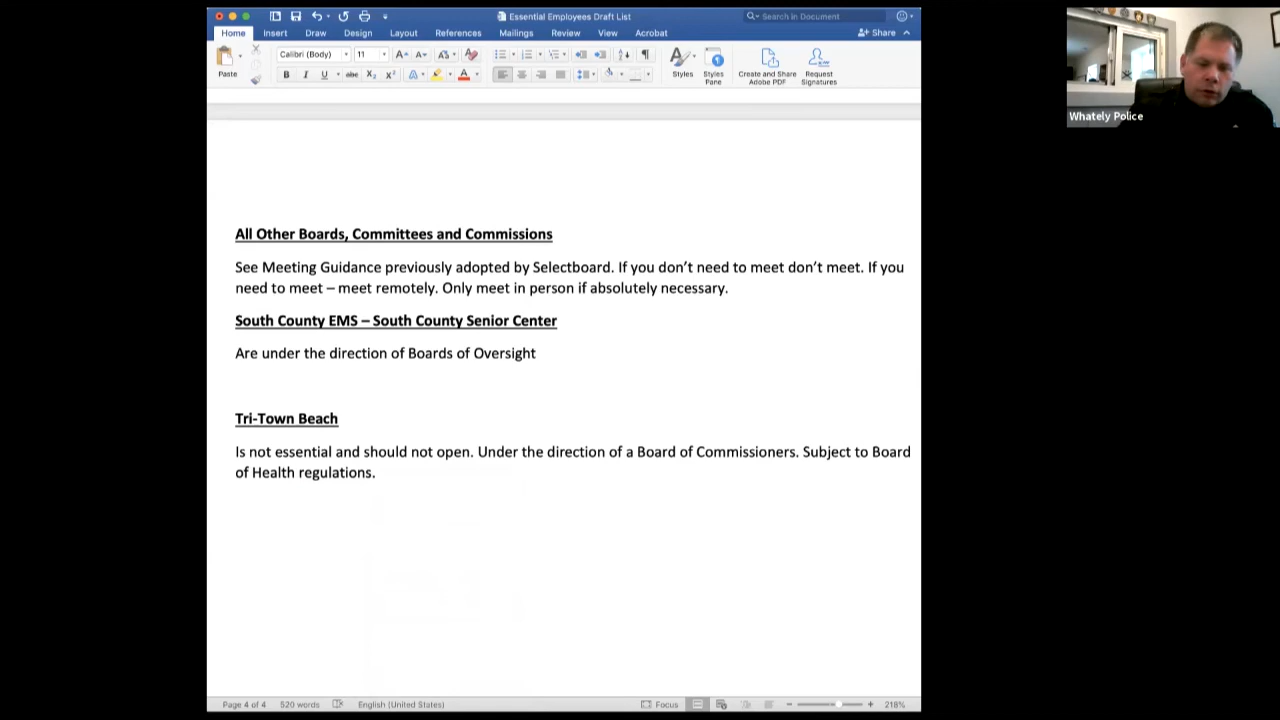 Essential Employees Draft List
Search in Document
Home Insert Draw Design Layout References Mailings Review View Acrobat
Share
Paste
Calibri (Body) 11
Styles
Styles Pane
Create and Share Adobe PDF
Request Signatures
All Other Boards, Committees and Commissions
See Meeting Guidance previously adopted by Selectboard. If you don't need to meet don't meet. If you
need to meet – meet remotely. Only meet in person if absolutely necessary.
South County EMS – South County Senior Center
Are under the direction of Boards of Oversight
Tri-Town Beach
Is not essential and should not open. Under the direction of a Board of Commissioners. Subject to Board
of Health regulations.
Page 4 of 4 520 words English (United States) Focus 218%
Whately Police